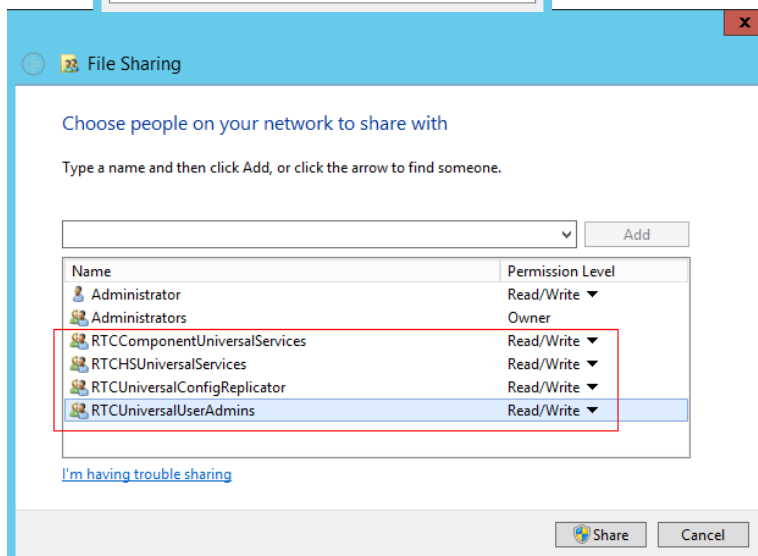 x
File Sharing
Choose people on your network to share with
Type a name and then click Add, or click the arrow to find someone.
Add
Name Permission Level
Administrator Read/Write
Administrators Owner
RTCComponentUniversalServices Read/Write
RTCHSUniversalServices Read/Write
RTCUniversalConfigReplicator Read/Write
RTCUniversalUserAdmins Read/Write
I'm having trouble sharing
Share Cancel